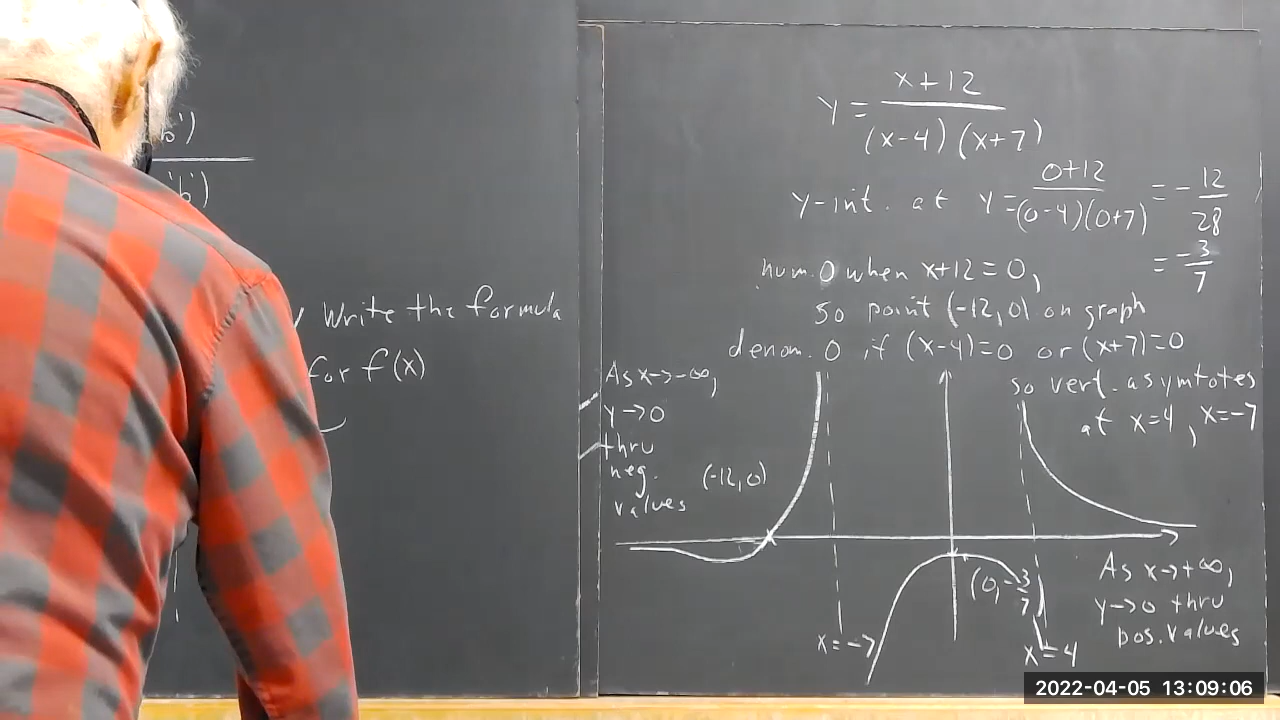 b')
'b')
Write the formula
for f(x)
y = x+12 / (x-4)(x+7)
y-int. at y = 0+12 / (0-4)(0+7) = - 12 / 28
= -3 / 7
num. 0 when x+12=0,
so point (-12,0) on graph
denom. 0 if (x-4)=0 or (x+7)=0
so vert. asymtotes
at x=4, x=-7
As x→-∞,
y→0
thru
neg.
values
(-12,0)
(0,-3/7)
x=-7
x=4
As x→+∞,
y→0 thru
pos. values
2022-04-05 13:09:06